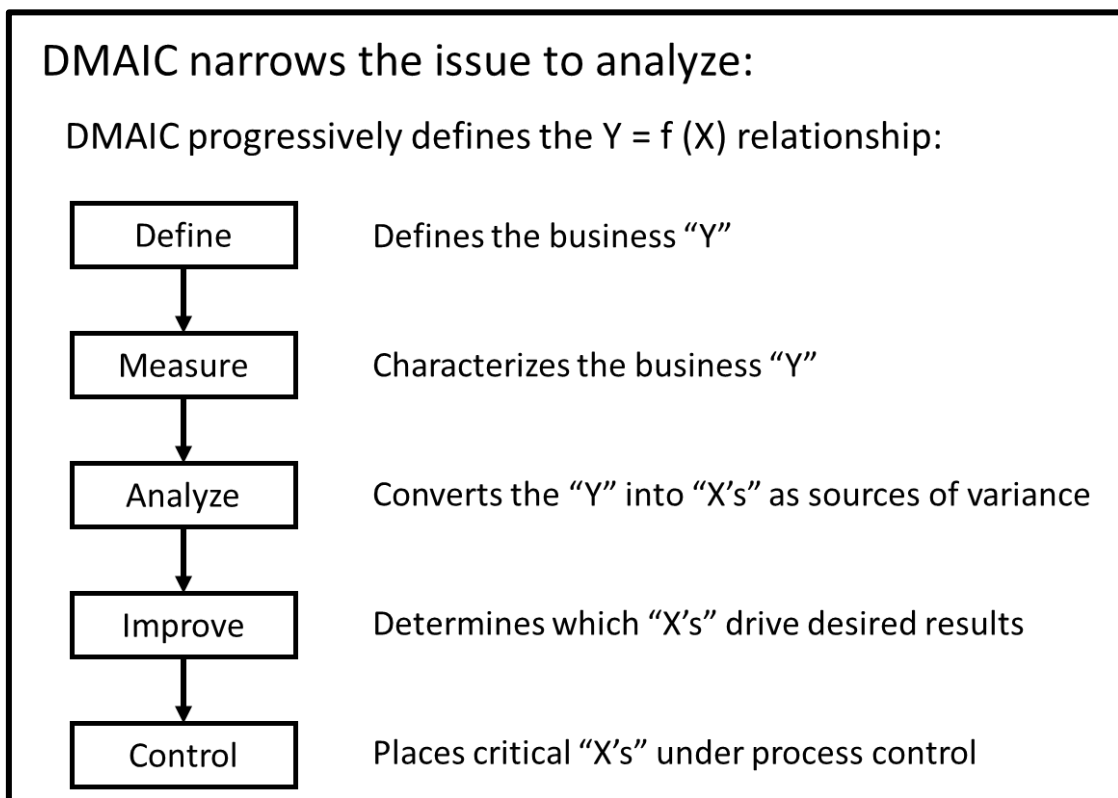 DMAIC narrows the issue to analyze:
DMAIC progressively defines the Y = f (X) relationship:
Define
Defines the business “Y”
Measure
Characterizes the business “Y”
Analyze
Converts the “Y” into “X’s” as sources of variance
Improve
Determines which “X’s” drive desired results
Control
Places critical “X’s” under process control